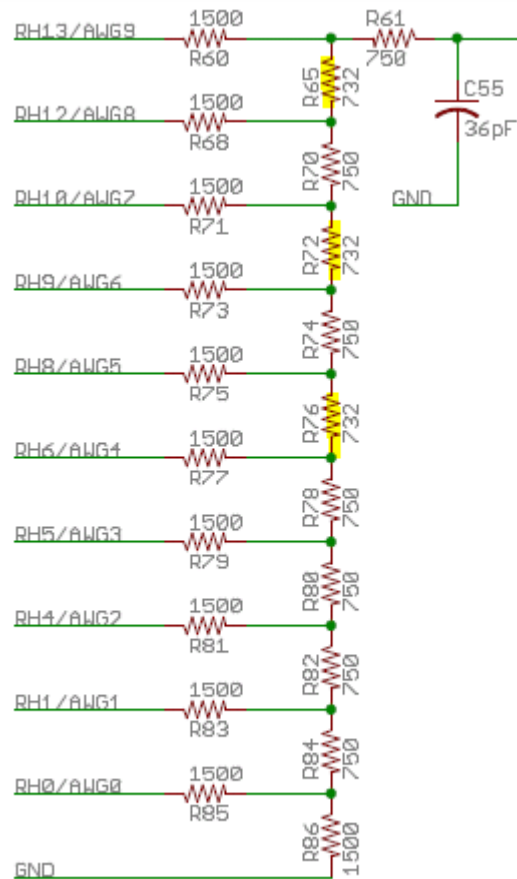 RH13/AWG9
1500
R60
R61
750
R65
732
C55
36pF
GND
RH12/AWG8
1500
R68
R70
750
RH10/AWG7
1500
R71
R72
732
RH9/AWG6
1500
R73
R74
750
RH8/AWG5
1500
R75
R76
732
RH6/AWG4
1500
R77
R78
750
RH5/AWG3
1500
R79
R80
750
RH4/AWG2
1500
R81
R82
750
RH1/AWG1
1500
R83
R84
750
RH0/AWG0
1500
R85
R86
1500
GND